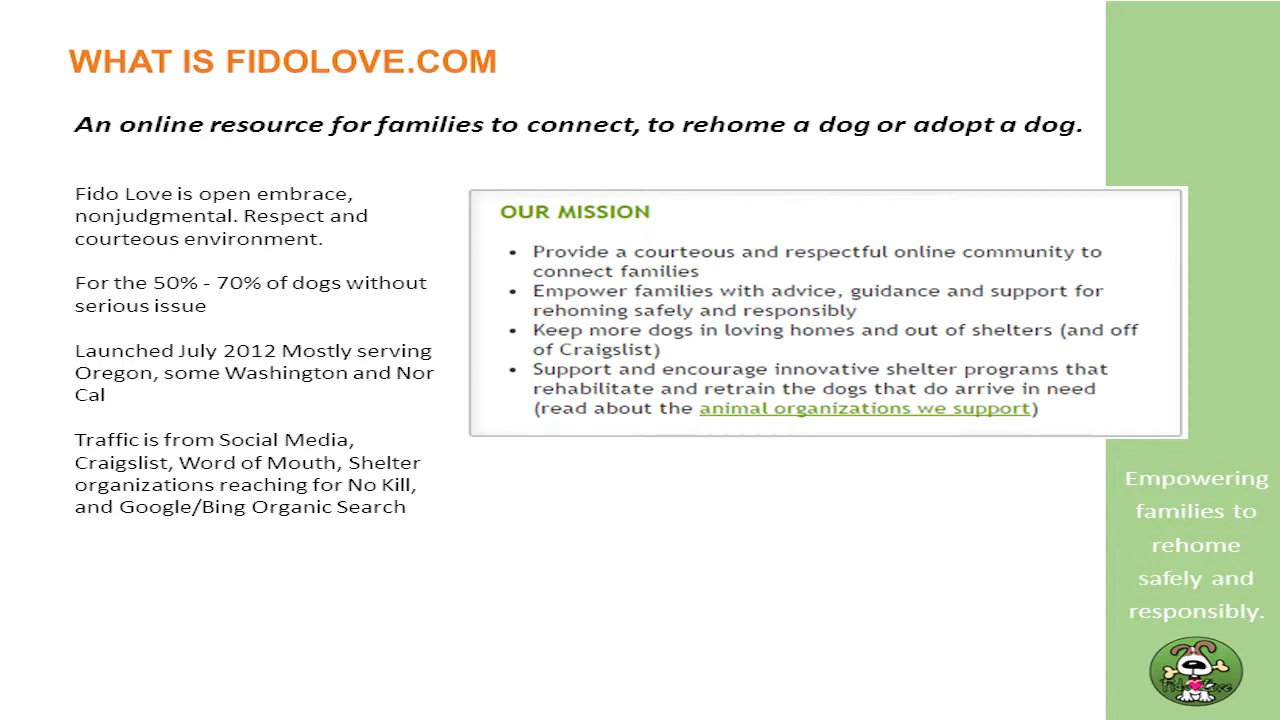 WHAT IS FIDOLOVE.COM
An online resource for families to connect, to rehome a dog or adopt a dog.
Fido Love is open embrace,
nonjudgmental. Respect and
courteous environment.
For the 50% - 70% of dogs without
serious issue
Launched July 2012 Mostly serving
Oregon, some Washington and Nor
Cal
Traffic is from Social Media,
Craigslist, Word of Mouth, Shelter
organizations reaching for No Kill,
and Google/Bing Organic Search
OUR MISSION
• Provide a courteous and respectful online community to
connect families
• Empower families with advice, guidance and support for
rehoming safely and responsibly
• Keep more dogs in loving homes and out of shelters (and off
of Craigslist)
• Support and encourage innovative shelter programs that
rehabilitate and retrain the dogs that do arrive in need
(read about the animal organizations we support)
Empowering
families to
rehome
safely and
responsibly.
Fido Love